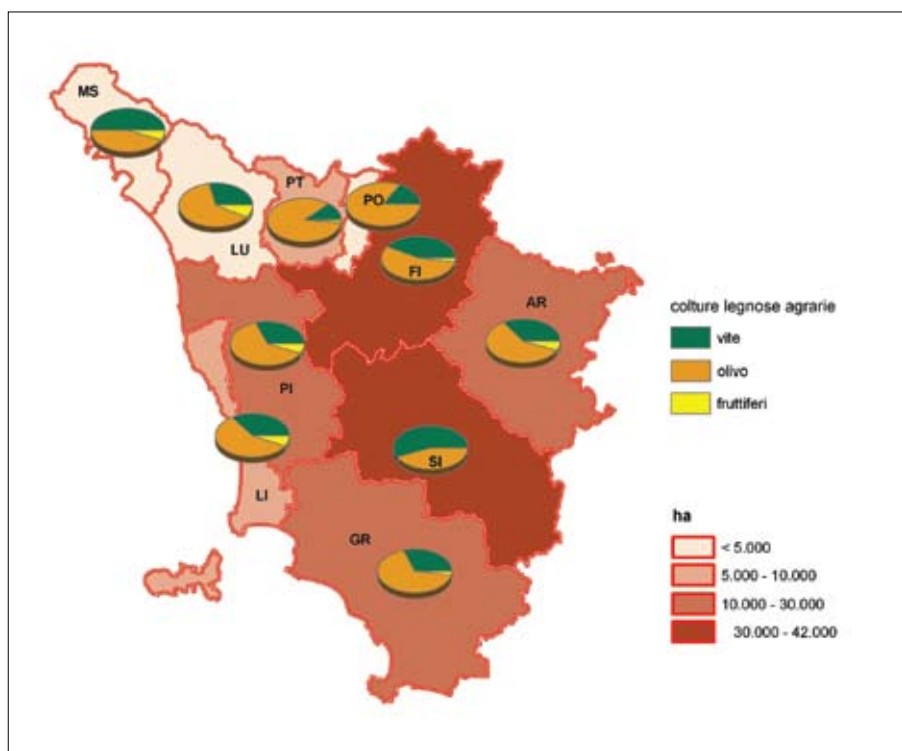 MS
PT
PO
LU
FI
AR
PI
SI
LI
GR
colture legnose agrarie
vite
olivo
fruttiferi
ha
< 5.000
5.000 - 10.000
10.000 - 30.000
30.000 - 42.000